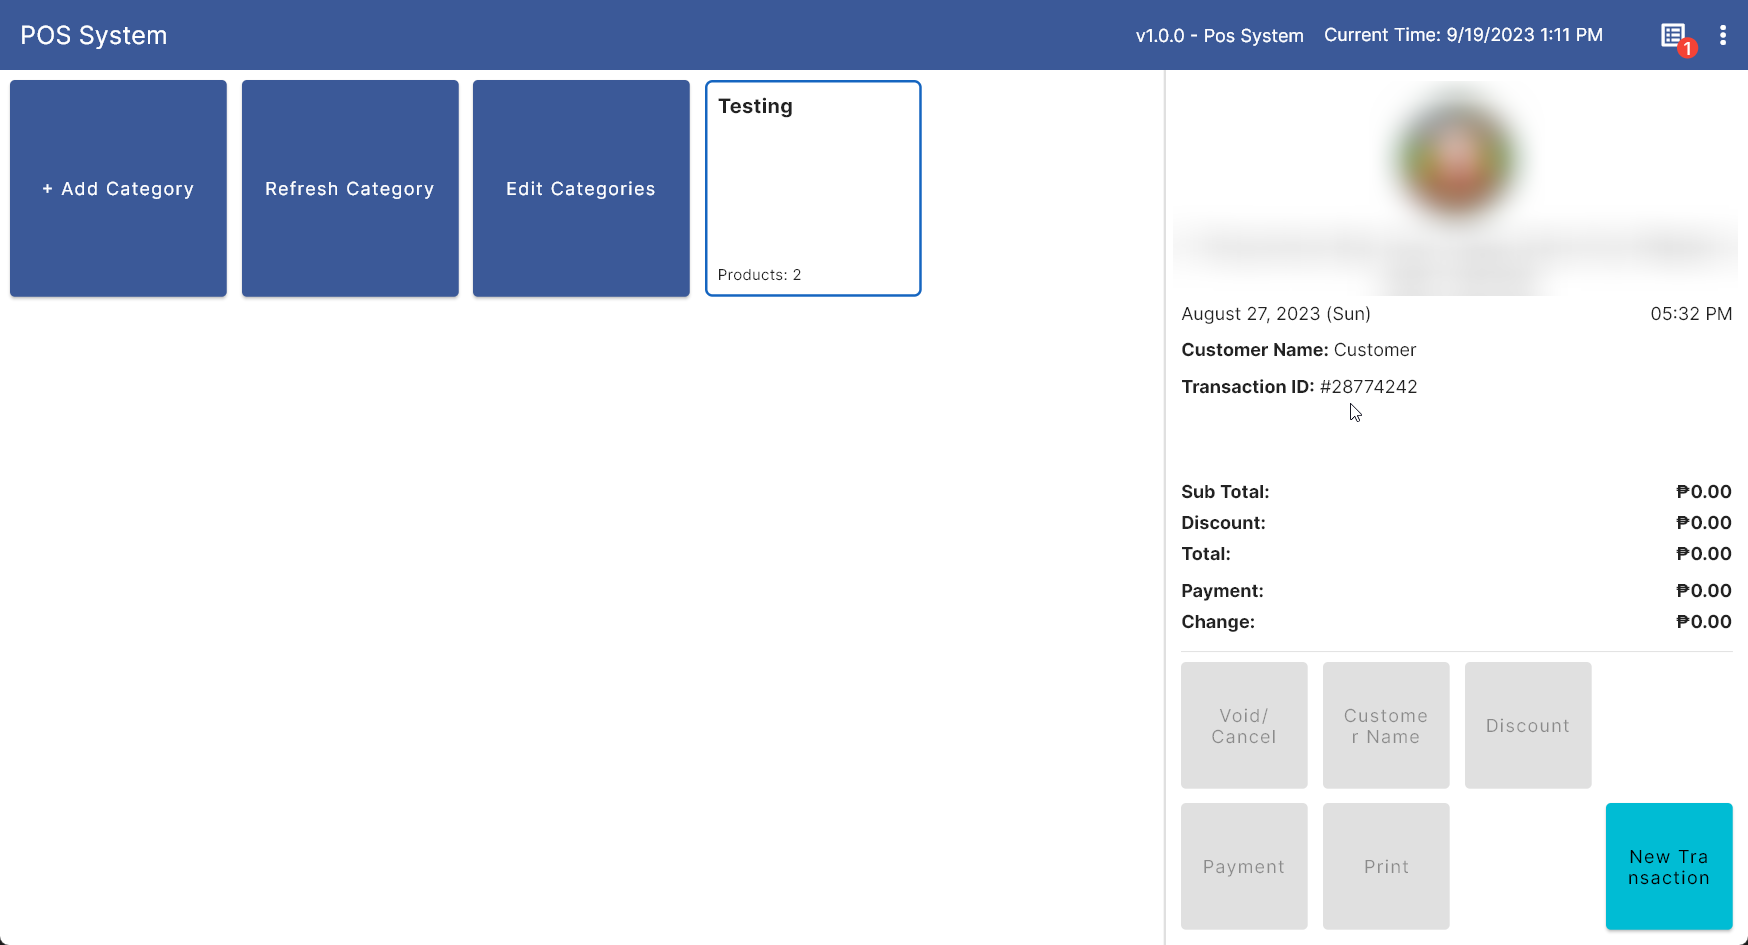 POS System
v1.0.0 - Pos System
Current Time: 9/19/2023 1:11 PM
1
+ Add Category
Refresh Category
Edit Categories
Testing
Products: 2
August 27, 2023 (Sun)
05:32 PM
Customer Name: Customer
Transaction ID: #28774242
Sub Total: ₱0.00
Discount: ₱0.00
Total: ₱0.00
Payment: ₱0.00
Change: ₱0.00
Void/
Cancel
Custome
r Name
Discount
Payment
Print
New Tra
nsaction